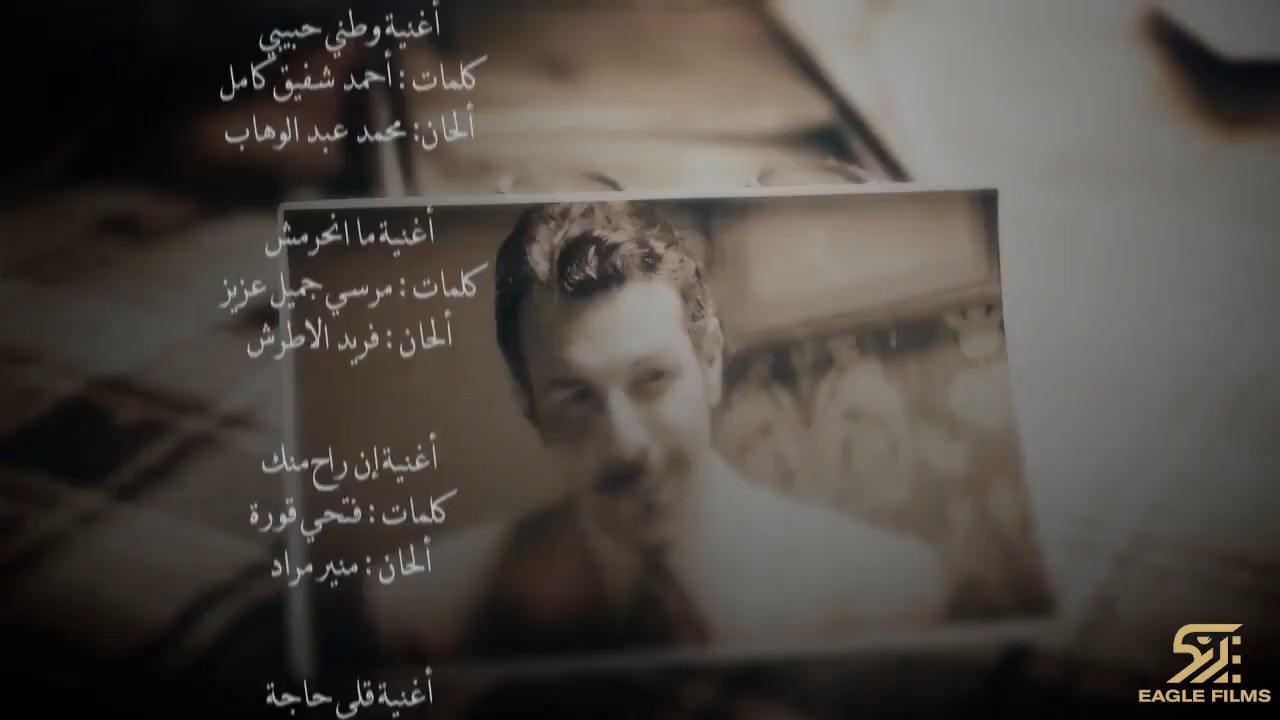 أغنية وطني حبيبي
كلمات : أحمد شفيق كامل
ألحان : محمد عبد الوهاب
أغنية ما انحرمش
كلمات : مرسي جميل عزيز
ألحان : فريد الاطرش
أغنية إن راح منك
كلمات : فتحي قورة
ألحان : منير مراد
أغنية قلي حاجة
EAGLE FILMS